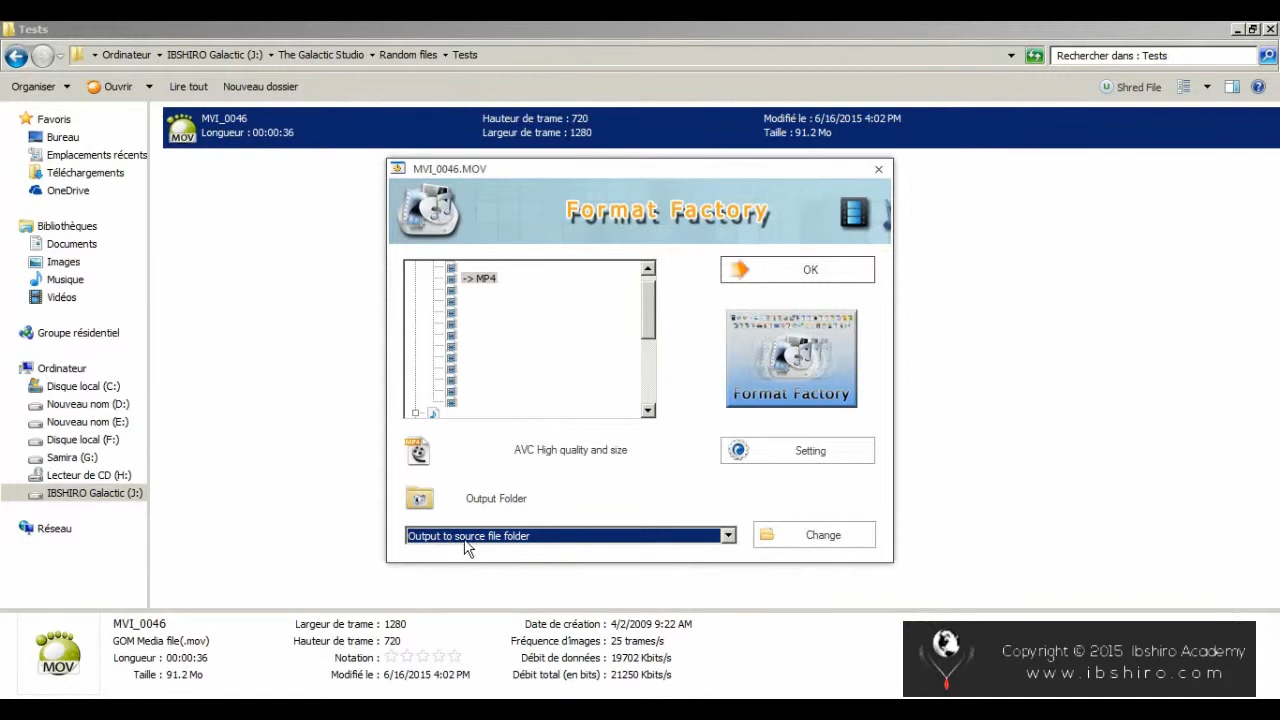 Tests
Ordinateur
IBSHIRO Galactic (J:)
The Galactic Studio
Random files
Tests
Rechercher dans : Tests
Organiser
Ouvrir
Lire tout
Nouveau dossier
Shred File
Favoris
Bureau
Emplacements récents
Téléchargements
OneDrive
Bibliothèques
Documents
Images
Musique
Vidéos
Groupe résidentiel
Ordinateur
Disque local (C:)
Nouveau nom (D:)
Nouveau nom (E:)
Disque local (F:)
Samira (G:)
Lecteur de CD (H:)
IBSHIRO Galactic (J:)
Réseau
MOV
MVI_0046
Longueur : 00:00:36
Hauteur de trame : 720
Largeur de trame : 1280
Modifié le : 6/16/2015 4:02 PM
Taille : 91.2 Mo
MVI_0046.MOV
Format Factory
-> MP4
OK
Format Factory
MP4
AVC High quality and size
Setting
Output Folder
Output to source file folder
Change
MOV
MVI_0046
GOM Media file(.mov)
Longueur : 00:00:36
Taille : 91.2 Mo
Largeur de trame : 1280
Hauteur de trame : 720
Notation :
Modifié le : 6/16/2015 4:02 PM
Date de création : 4/2/2009 9:22 AM
Fréquence d'images : 25 trames/s
Débit de données : 19702 Kbits/s
Débit total (en bits) : 21250 Kbits/s
Copyright © 2015 Ibshiro Academy
www.ibshiro.com